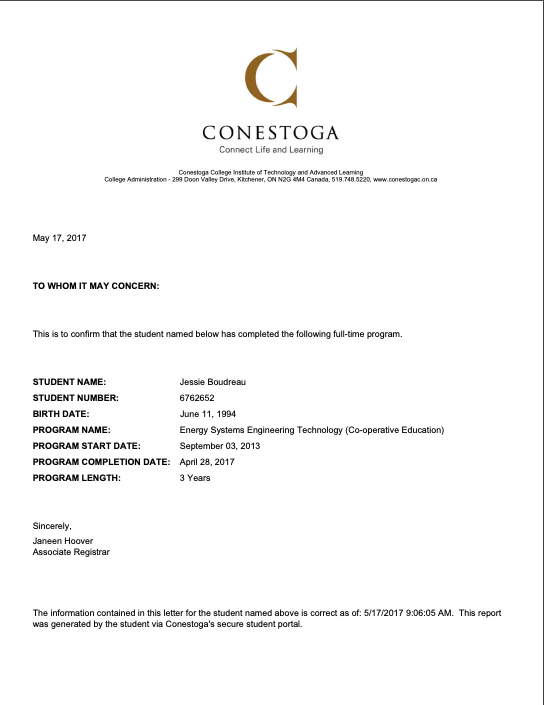 CONESTOGA
Connect Life and Learning
Conestoga College Institute of Technology and Advanced Learning
College Administration - 299 Doon Valley Drive, Kitchener, ON N2G 4M4 Canada, 519.748.5220, www.conestogac.on.ca
May 17, 2017
TO WHOM IT MAY CONCERN:
This is to confirm that the student named below has completed the following full-time program.
STUDENT NAME: Jessie Boudreau
STUDENT NUMBER: 6762652
BIRTH DATE: June 11, 1994
PROGRAM NAME: Energy Systems Engineering Technology (Co-operative Education)
PROGRAM START DATE: September 03, 2013
PROGRAM COMPLETION DATE: April 28, 2017
PROGRAM LENGTH: 3 Years
Sincerely,
Janeen Hoover
Associate Registrar
The information contained in this letter for the student named above is correct as of: 5/17/2017 9:06:05 AM. This report
was generated by the student via Conestoga's secure student portal.